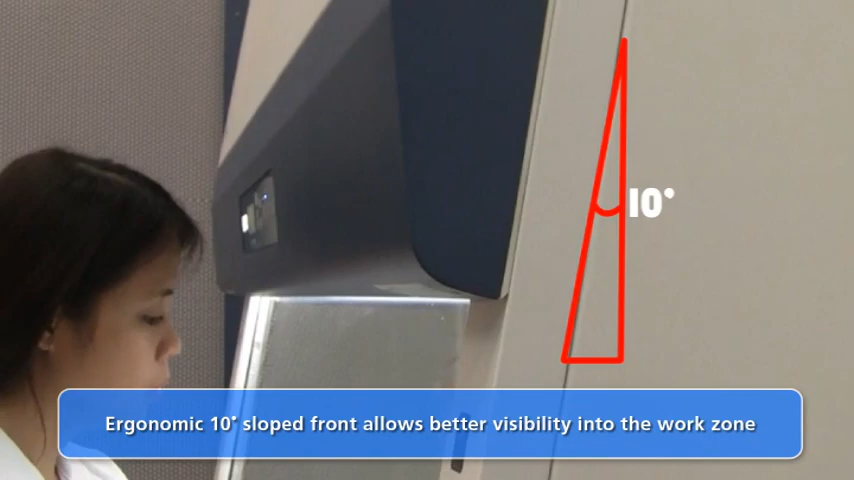 10°
Ergonomic 10° sloped front allows better visibility into the work zone